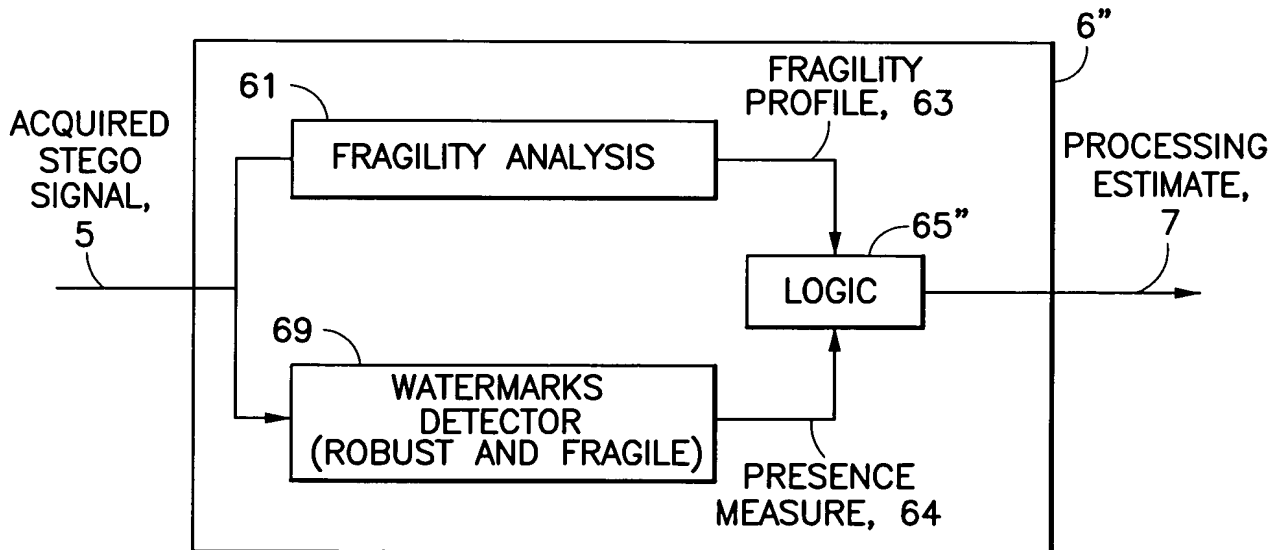 6”
61
FRAGILITY
PROFILE, 63
ACQUIRED
STEGO
SIGNAL,
5
FRAGILITY ANALYSIS
PROCESSING
ESTIMATE,
7
65”
LOGIC
69
WATERMARKS
DETECTOR
(ROBUST AND FRAGILE)
PRESENCE
MEASURE, 64